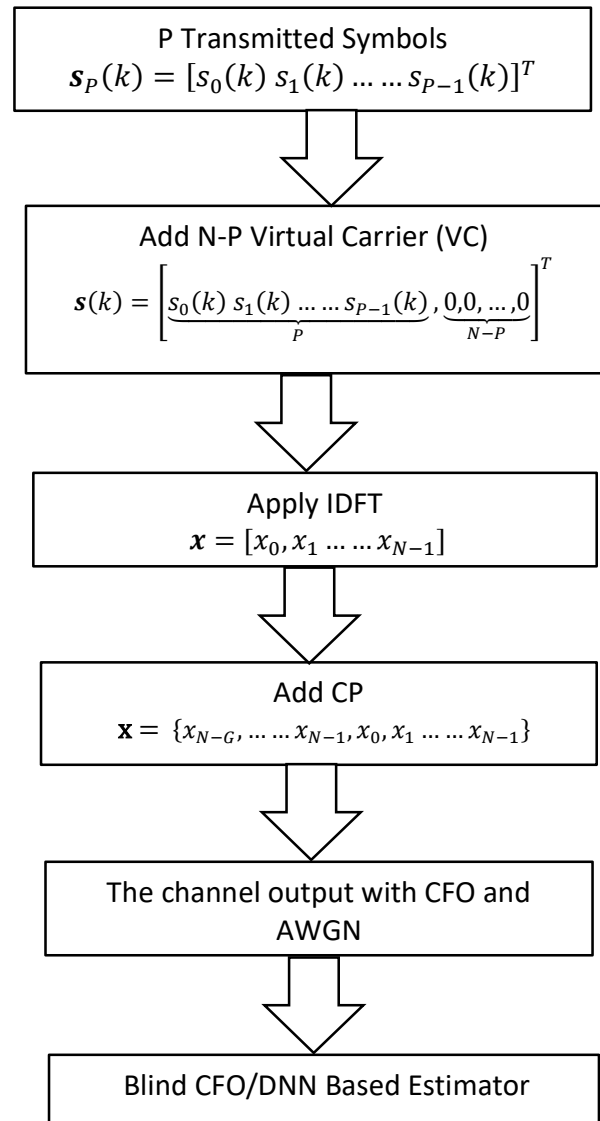 P Transmitted Symbols
𝒔_P(k) = [s_0(k) s_1(k) … … s_{P−1}(k)]^T
Add N-P Virtual Carrier (VC)
𝒔(k) = [s_0(k) s_1(k) … … s_{P−1}(k) , 0,0, … ,0]^T
P N−P
Apply IDFT
𝒙 = [x_0, x_1 … … x_{N−1}]
Add CP
𝐱 = {x_{N−G}, … … x_{N−1}, x_0, x_1 … … x_{N−1}}
The channel output with CFO and
AWGN
Blind CFO/DNN Based Estimator